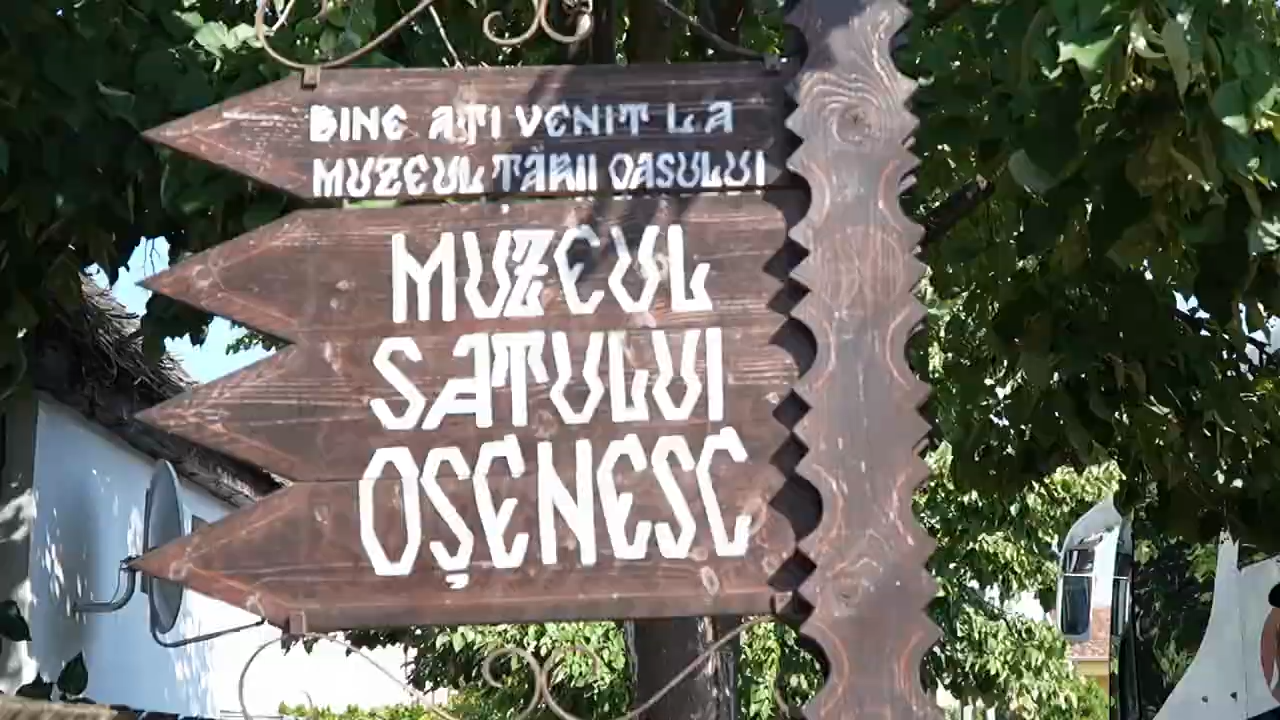 BINE AȚI VENIT LA
MUZEUL ȚĂRII OAȘULUI
MUZEUL
SATULUI
OȘENESC